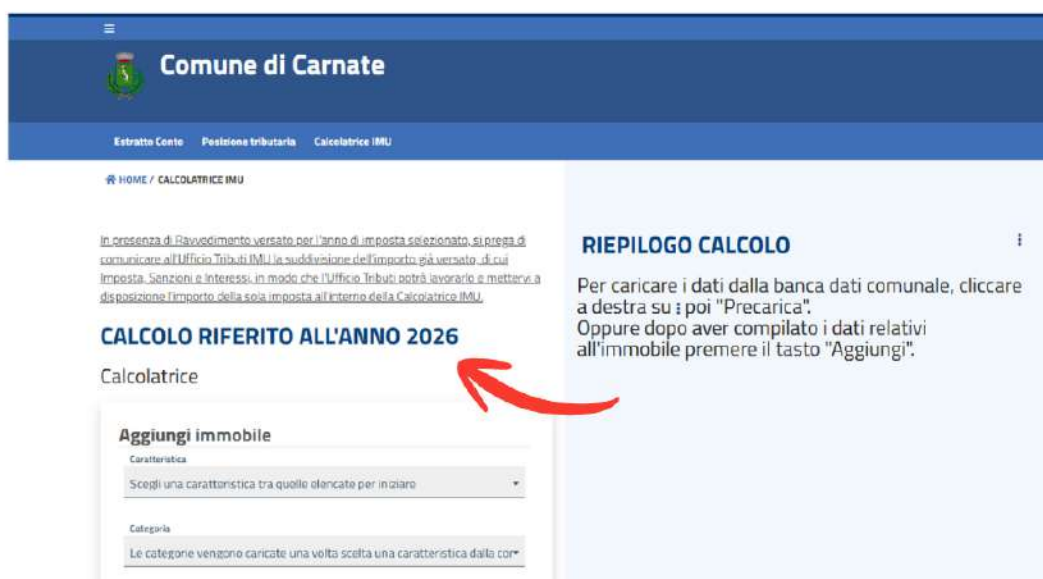 Comune di Carnate
Estratto Conto Posizione tributaria Calcolatrice IMU
HOME / CALCOLATRICE IMU
In presenza di Ravvedimento versato per l'anno di imposta selezionato, si prega di
comunicare all'Ufficio Tributi IMU la suddivisione dell'importo già versato, di cui
Imposta, Sanzioni e Interessi, in modo che l'Ufficio Tributi potrà lavorarlo e mettervi a
disposizione l'importo della sola imposta all'interno della Calcolatrice IMU.
CALCOLO RIFERITO ALL'ANNO 2026
Calcolatrice
Aggiungi immobile
Caratteristica
Scegli una caratteristica tra quelle elencate per iniziare
Categoria
Le categorie vengono caricate una volta scelta una caratteristica dalla cor
RIEPILOGO CALCOLO
Per caricare i dati dalla banca dati comunale, cliccare
a destra su ⋮ poi "Precarica".
Oppure dopo aver compilato i dati relativi
all'immobile premere il tasto "Aggiungi".